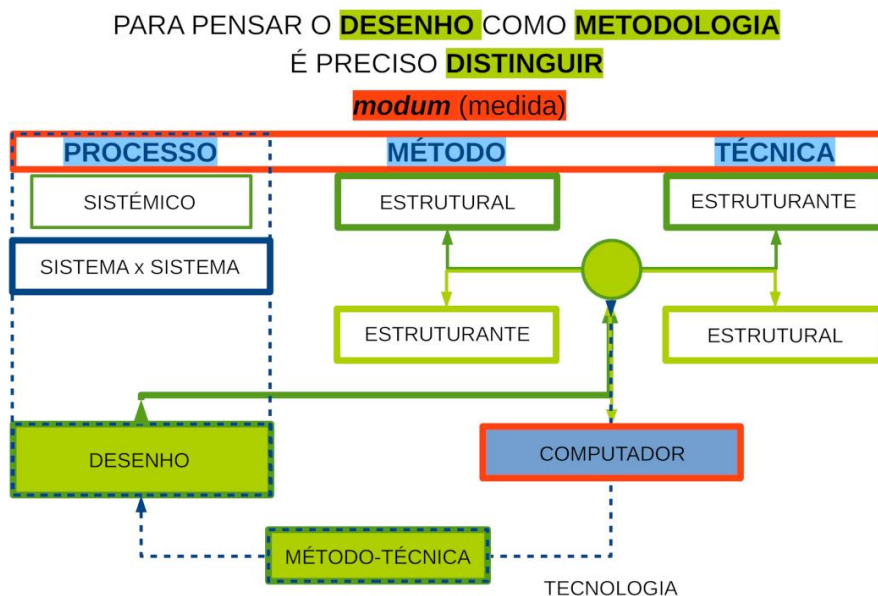 PARA PENSAR O DESENHO COMO METODOLOGIA
É PRECISO DISTINGUIR
modum (medida)
PROCESSO MÉTODO TÉCNICA
SISTÉMICO ESTRUTURAL ESTRUTURANTE
SISTEMA x SISTEMA
ESTRUTURANTE ESTRUTURAL
DESENHO COMPUTADOR
MÉTODO-TÉCNICA
TECNOLOGIA